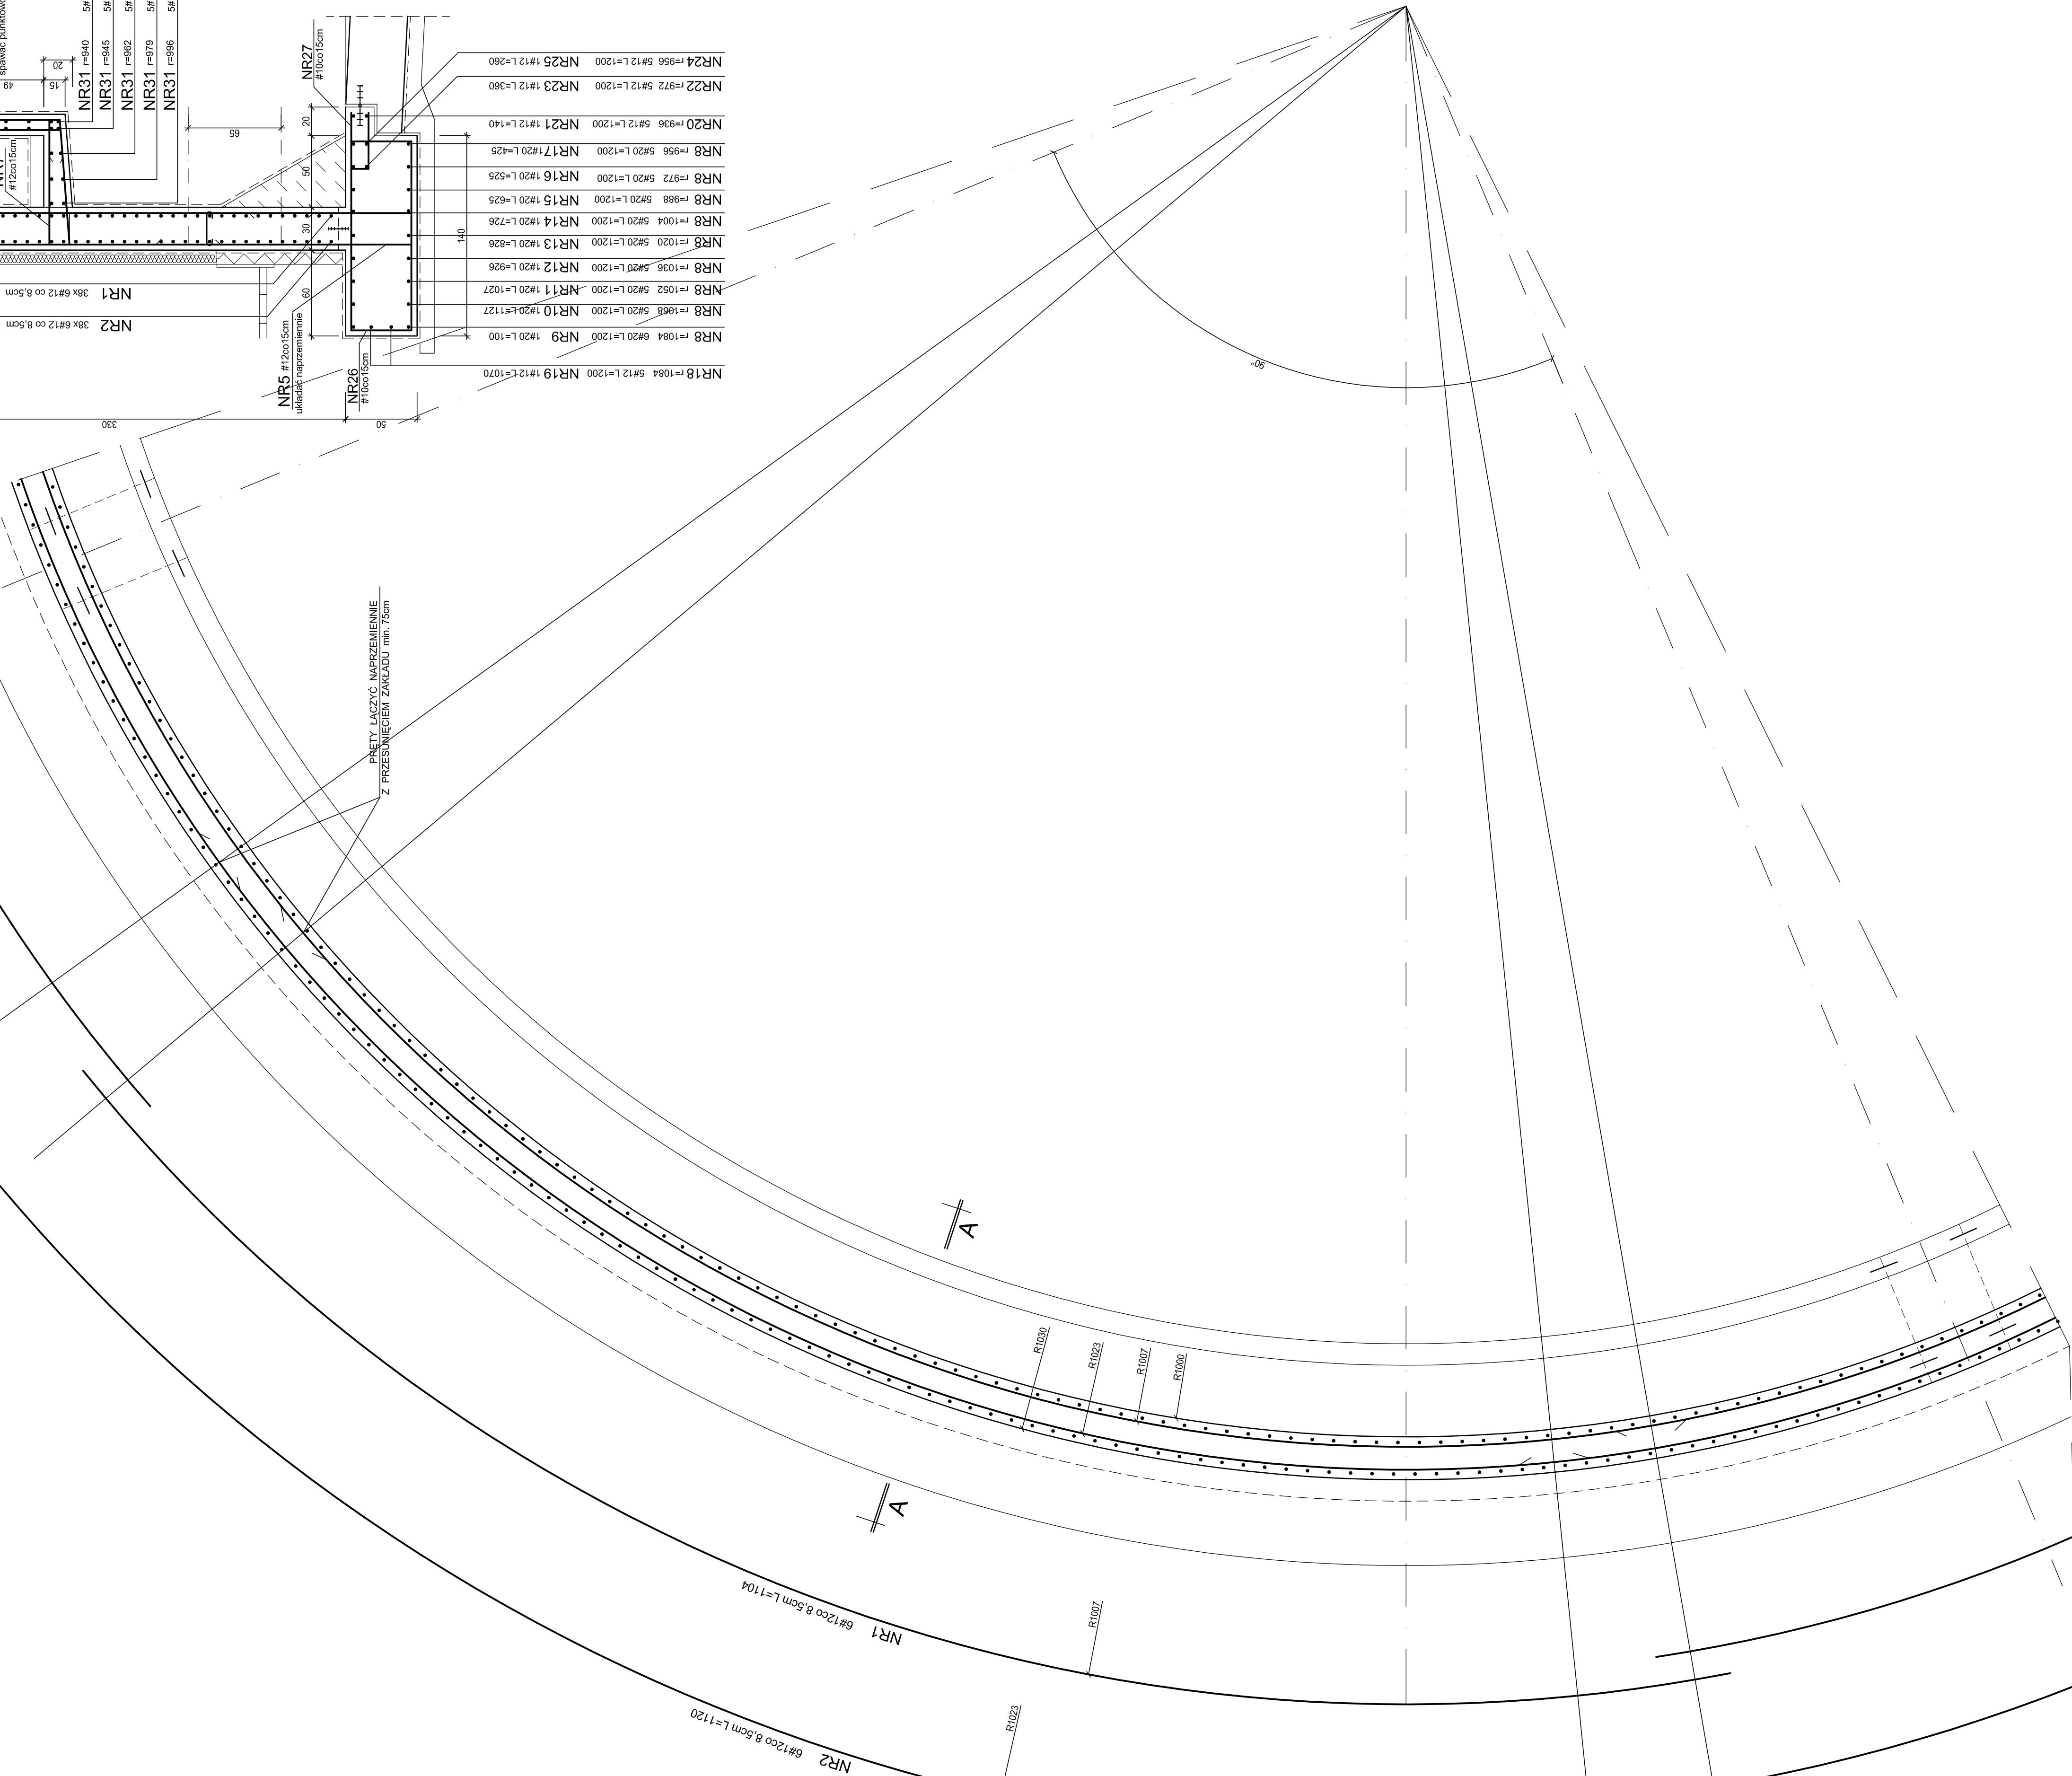 spawać punktowo
49
15
20
NR31 r=940 5#
NR31 r=945 5#
NR31 r=962 5#
NR31 r=979 5#
NR31 r=996 5#
#12co15cm
65
NR27
#10co15cm
20
50
30
60
140
NR24 r=956 5#12 L=1200 NR25 1#12 L=260
NR22 r=972 5#12 L=1200 NR23 1#12 L=360
NR20 r=936 5#12 L=1200 NR21 1#12 L=140
NR8 r=956 5#20 L=1200 NR17 1#20 L=425
NR8 r=972 5#20 L=1200 NR16 1#20 L=525
NR8 r=988 5#20 L=1200 NR15 1#20 L=625
NR8 r=1004 5#20 L=1200 NR14 1#20 L=726
NR8 r=1020 5#20 L=1200 NR13 1#20 L=826
NR8 r=1036 5#20 L=1200 NR12 1#20 L=926
NR8 r=1052 5#20 L=1200 NR11 1#20 L=1027
NR8 r=1068 5#20 L=1200 NR10 1#20 L=1127
NR8 r=1084 6#20 L=1200 NR9 1#20 L=100
NR18 r=1084 5#12 L=1200 NR19 1#12 L=1070
NR1 38x 6#12 co 8,5cm
NR2 38x 6#12 co 8,5cm
NR5 #12co15cm
układać naprzemiennie
NR26
#10co15cm
330
50
90°
PRĘTY ŁĄCZYĆ NAPRZEMIENNIE
Z PRZESUNIĘCIEM ZAKŁADU min. 75cm
A
R1030
R1023
R1007
R1000
A
NR1 6#12co 8,5cm L=1104
R1007
NR2 6#12co 8,5cm L=1120
R1023